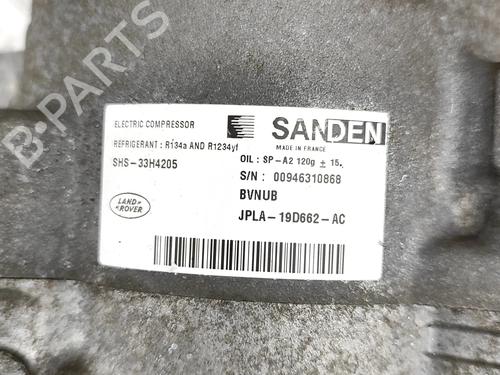 B-PARTS
ELECTRIC COMPRESSOR
SANDEN
MADE IN FRANCE
REFRIGERANT : R134a AND R1234yf
OIL : SP-A2 120g ± 15.
SHS-33H4205
S/N : 00946310868
BVNUB
LAND ROVER
JPLA-19D662-AC